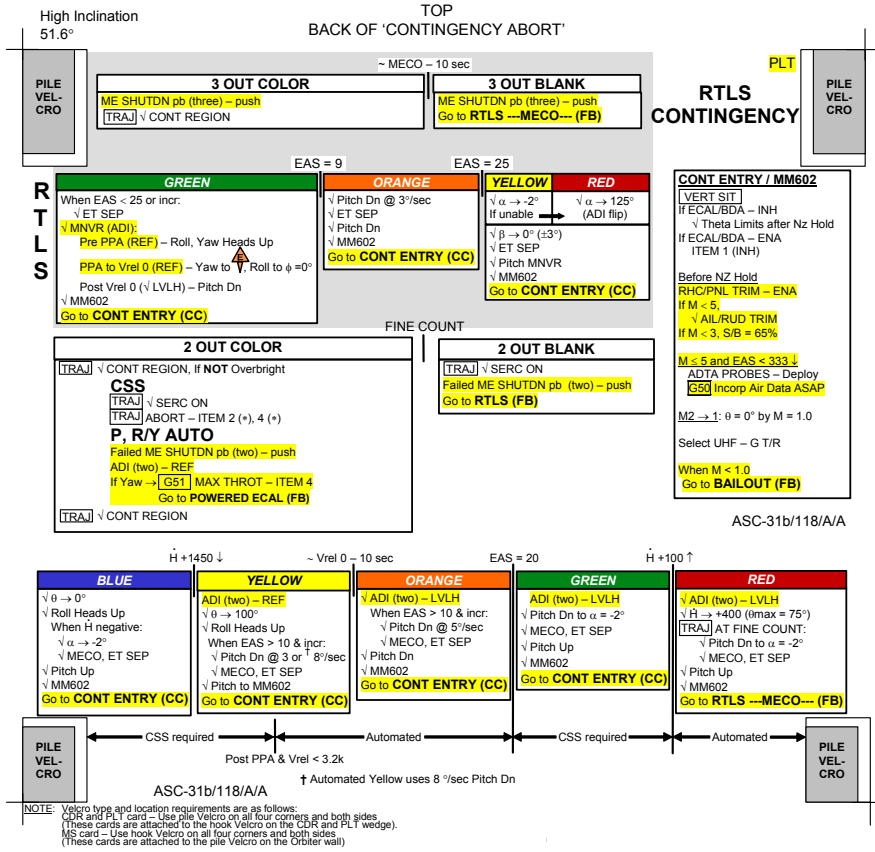 High Inclination
51.6°
TOP
BACK OF 'CONTINGENCY ABORT'
PLT
PILE
VEL-
CRO
PILE
VEL-
CRO
RTLS
CONTINGENCY
~ MECO – 10 sec
3 OUT COLOR
ME SHUTDN pb (three) – push
TRAJ √ CONT REGION
3 OUT BLANK
ME SHUTDN pb (three) – push
Go to RTLS ---MECO--- (FB)
R
T
L
S
EAS = 9
EAS = 25
GREEN
When EAS < 25 or incr:
√ ET SEP
√ MNVR (ADI):
Pre PPA (REF) – Roll, Yaw Heads Up
PPA to Vrel 0 (REF) – Yaw to E, Roll to ϕ =0°
Post Vrel 0 (√ LVLH) – Pitch Dn
√ MM602
Go to CONT ENTRY (CC)
ORANGE
√ Pitch Dn @ 3°/sec
√ ET SEP
√ Pitch Dn
√ MM602
Go to CONT ENTRY (CC)
YELLOW
√ α → -2°
If unable
RED
√ α → 125°
(ADI flip)
√ β → 0° (±3°)
√ ET SEP
√ Pitch MNVR
√ MM602
Go to CONT ENTRY (CC)
CONT ENTRY / MM602
VERT SIT
If ECAL/BDA – INH
√ Theta Limits after Nz Hold
If ECAL/BDA – ENA
ITEM 1 (INH)
Before NZ Hold
RHC/PNL TRIM – ENA
If M < 5,
√ AIL/RUD TRIM
If M < 3, S/B = 65%
M ≤ 5 and EAS < 333 ↓
ADTA PROBES – Deploy
G50 Incorp Air Data ASAP
M2 → 1: θ = 0° by M = 1.0
Select UHF – G T/R
When M < 1.0
Go to BAILOUT (FB)
ASC-31b/118/A/A
FINE COUNT
2 OUT COLOR
TRAJ √ CONT REGION, If NOT Overbright
CSS
TRAJ √ SERC ON
TRAJ ABORT – ITEM 2 (∗), 4 (∗)
P, R/Y AUTO
Failed ME SHUTDN pb (two) – push
ADI (two) – REF
If Yaw → G51 MAX THROT – ITEM 4
Go to POWERED ECAL (FB)
TRAJ √ CONT REGION
2 OUT BLANK
TRAJ √ SERC ON
Failed ME SHUTDN pb (two) – push
Go to RTLS (FB)
Ḣ +1450 ↓
~ Vrel 0 – 10 sec
EAS = 20
Ḣ +100 ↑
BLUE
√ θ → 0°
√ Roll Heads Up
When Ḣ negative:
√ α → -2°
√ MECO, ET SEP
√ Pitch Up
√ MM602
Go to CONT ENTRY (CC)
YELLOW
ADI (two) – REF
√ θ → 100°
√ Roll Heads Up
When EAS > 10 & incr:
√ Pitch Dn @ 3 or † 8°/sec
√ MECO, ET SEP
√ Pitch to MM602
Go to CONT ENTRY (CC)
ORANGE
√ ADI (two) – LVLH
When EAS > 10 & incr:
√ Pitch Dn @ 5°/sec
√ MECO, ET SEP
√ Pitch Dn
√ MM602
Go to CONT ENTRY (CC)
GREEN
ADI (two) – LVLH
√ Pitch Dn to α = -2°
√ MECO, ET SEP
√ Pitch Up
√ MM602
Go to CONT ENTRY (CC)
RED
√ ADI (two) – LVLH
√ Ḣ → +400 (θmax = 75°)
TRAJ AT FINE COUNT:
√ Pitch Dn to α = -2°
√ MECO, ET SEP
√ Pitch Up
√ MM602
Go to RTLS ---MECO--- (FB)
PILE
VEL-
CRO
CSS required
Automated
CSS required
Automated
PILE
VEL-
CRO
Post PPA & Vrel < 3.2k
† Automated Yellow uses 8 °/sec Pitch Dn
ASC-31b/118/A/A
NOTE: Velcro type and location requirements are as follows:
CDR and PLT card – Use pile Velcro on all four corners and both sides
(These cards are attached to the hook Velcro on the CDR and PLT wedge).
MS card – Use hook Velcro on all four corners and both sides
(These cards are attached to the pile Velcro on the Orbiter wall)